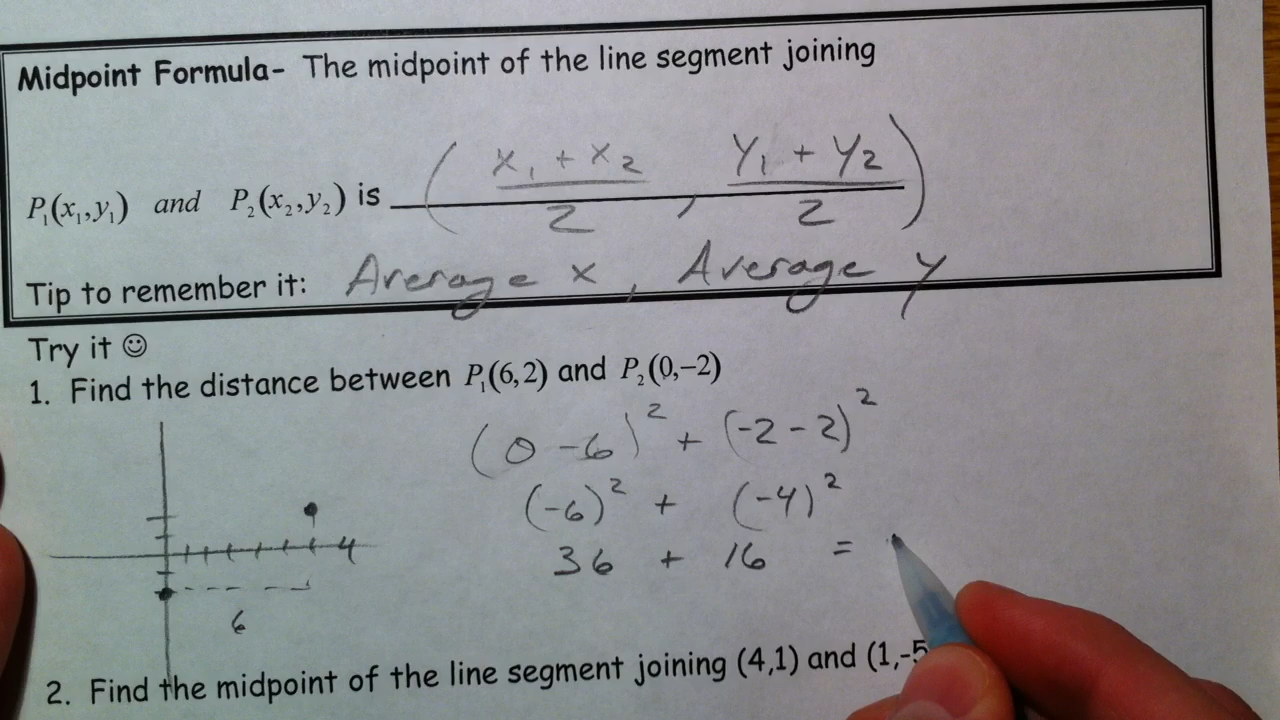 Midpoint Formula- The midpoint of the line segment joining
P₁(x₁,y₁) and P₂(x₂,y₂) is ( x₁ + x₂ / 2 , y₁ + y₂ / 2 )
Tip to remember it: Average x, Average y
Try it ☺
1. Find the distance between P₁(6,2) and P₂(0,-2)
(0 - 6)² + (-2 - 2)²
(-6)² + (-4)²
36 + 16 =
4
6
2. Find the midpoint of the line segment joining (4,1) and (1,-5